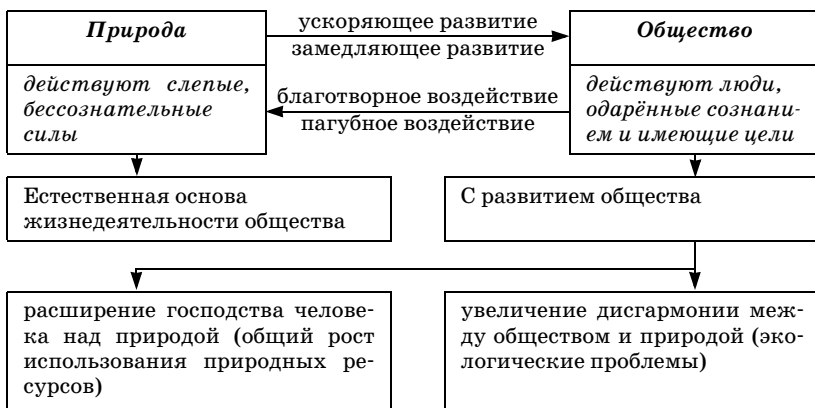 Природа
ускоряющее развитие
замедляющее развитие
Общество
действуют слепые,
бессознательные
силы
благотворное воздействие
пагубное воздействие
действуют люди,
одарённые сознани-
ем и имеющие цели
Естественная основа
жизнедеятельности общества
С развитием общества
расширение господства челове-
ка над природой (общий рост
использования природных ре-
сурсов)
увеличение дисгармонии меж-
ду обществом и природой (эко-
логические проблемы)